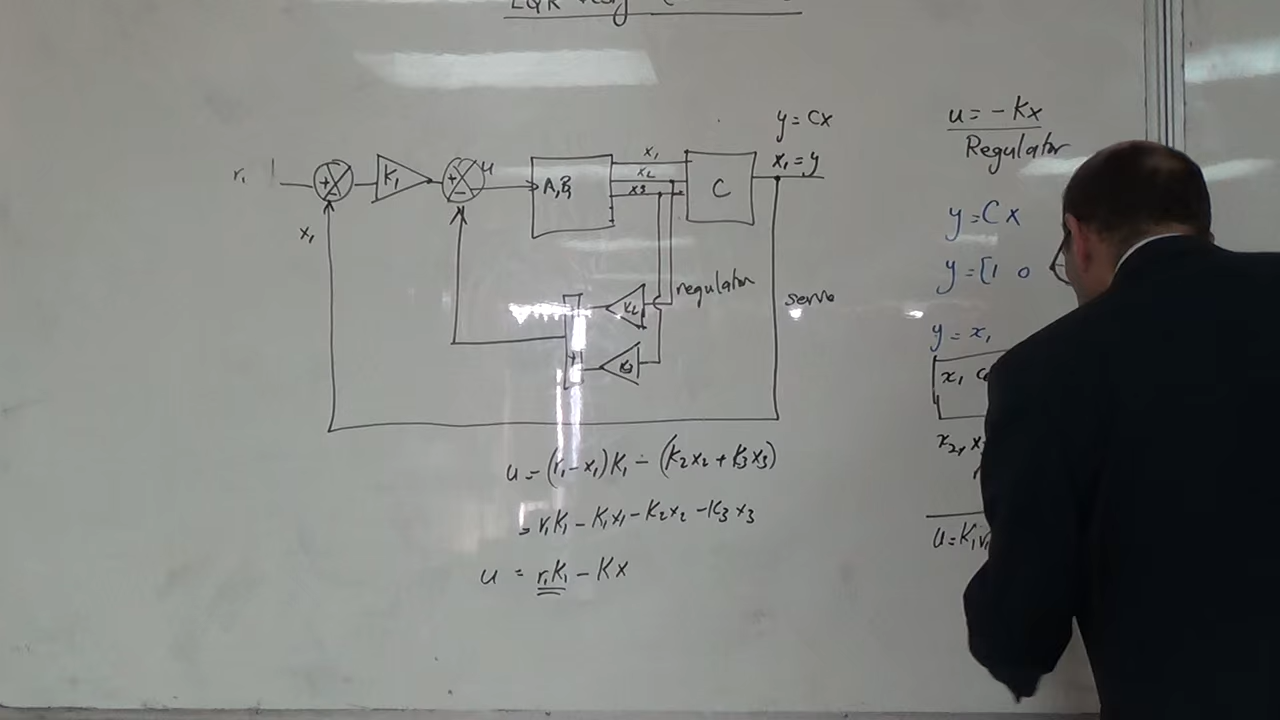 LQR
y = Cx
x₁ = y
r₁
+
K₁
+
−
u
A,B
x₁
x₂
x3
C
x₁
K₂
K3
regulator
servo
u = (r₁ - x₁)K₁ - (K₂x₂ + K₃x₃)
= r₁K₁ - K₁x₁ - K₂x₂ - K₃x₃
u = r₁K₁ - Kx
u = -Kx
Regulator
y = Cx
y = [1 0
y = x₁
x₁
x₂, x
u = K₁r₁